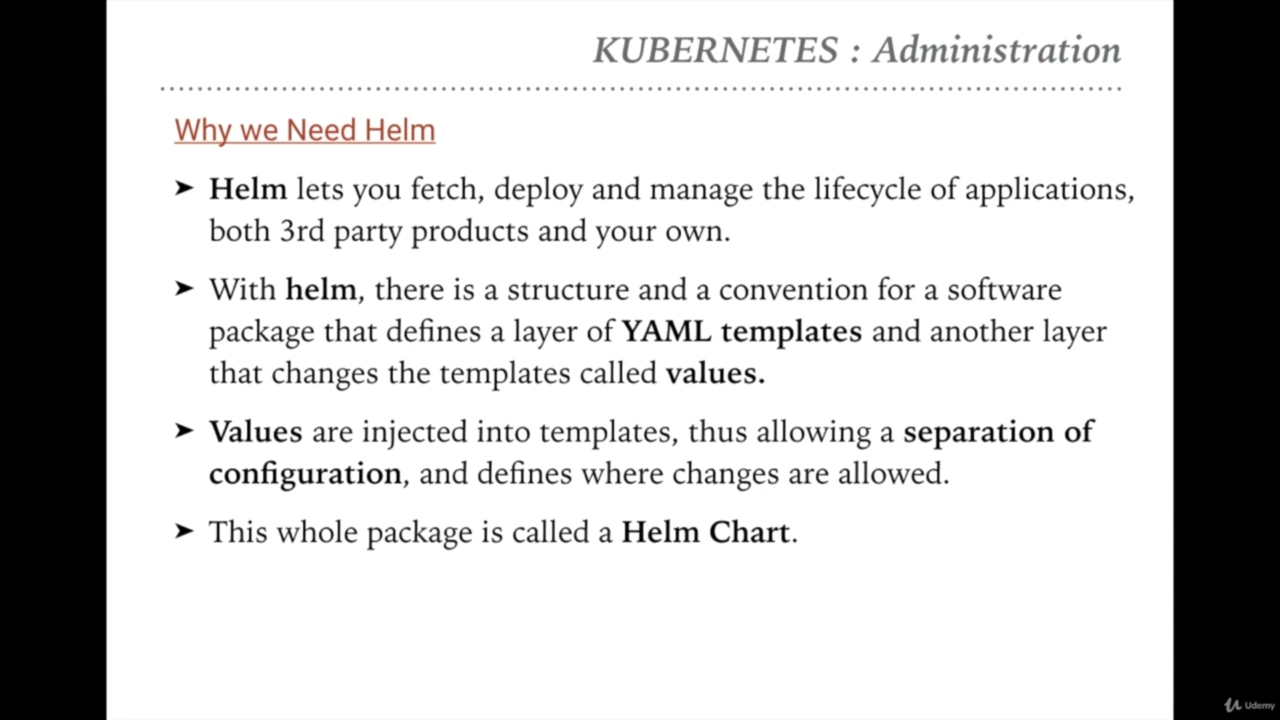 KUBERNETES : Administration
Why we Need Helm
➤ Helm lets you fetch, deploy and manage the lifecycle of applications,
both 3rd party products and your own.
➤ With helm, there is a structure and a convention for a software
package that defines a layer of YAML templates and another layer
that changes the templates called values.
➤ Values are injected into templates, thus allowing a separation of
configuration, and defines where changes are allowed.
➤ This whole package is called a Helm Chart.
Udemy